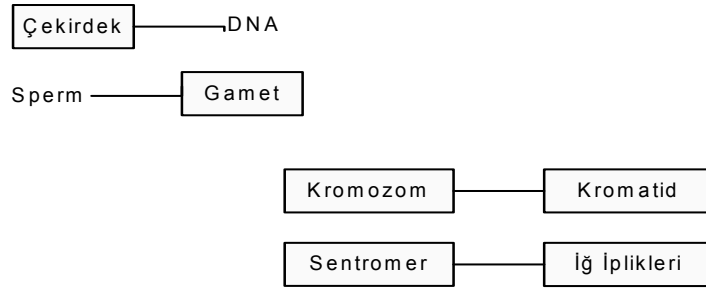 Çekirdek DNA
Sperm Gamet
Kromozom Kromatid
Sentromer İğ İplikleri